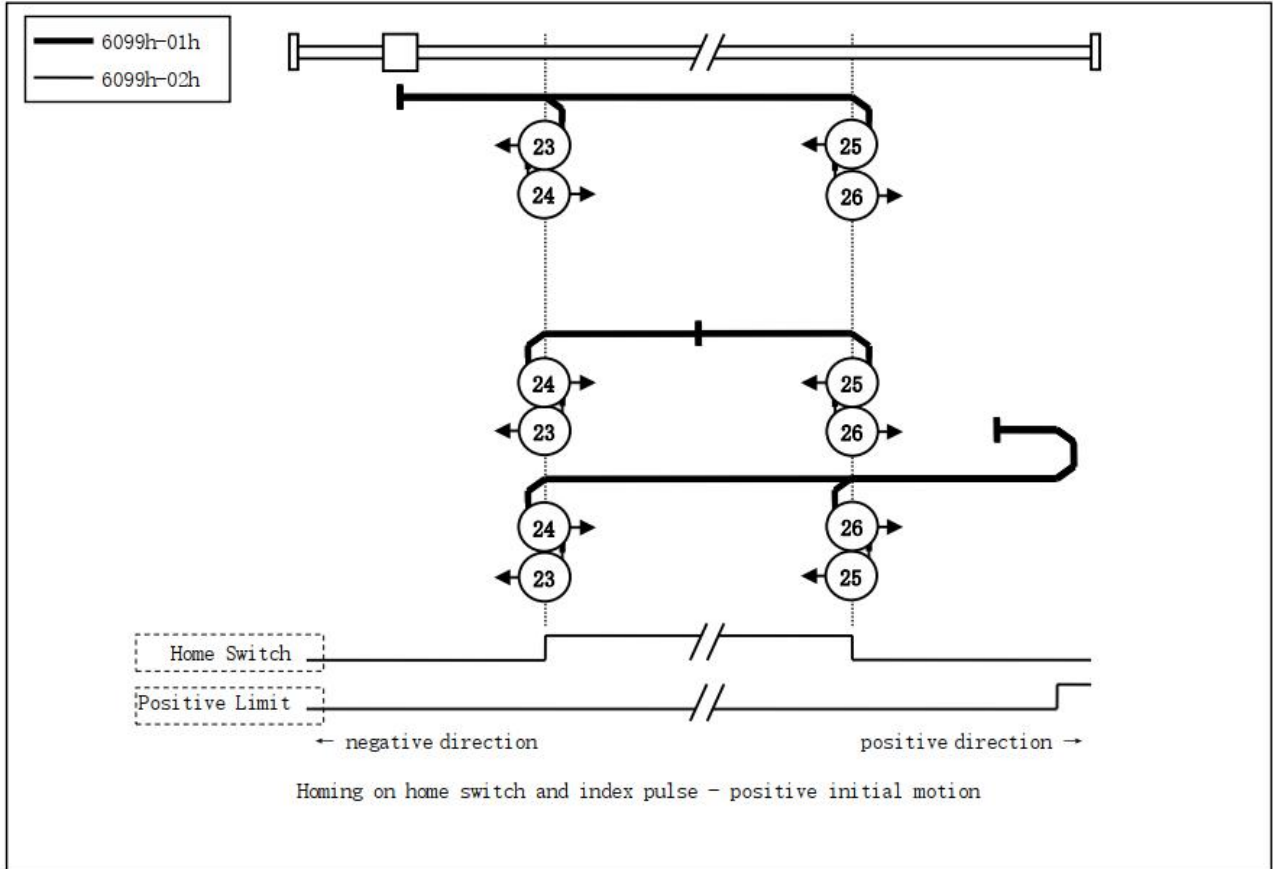 6099h-01h
6099h-02h
23
25
24
26
24
25
23
26
24
26
23
25
Home Switch
Positive Limit
← negative direction
positive direction →
Homing on home switch and index pulse - positive initial motion